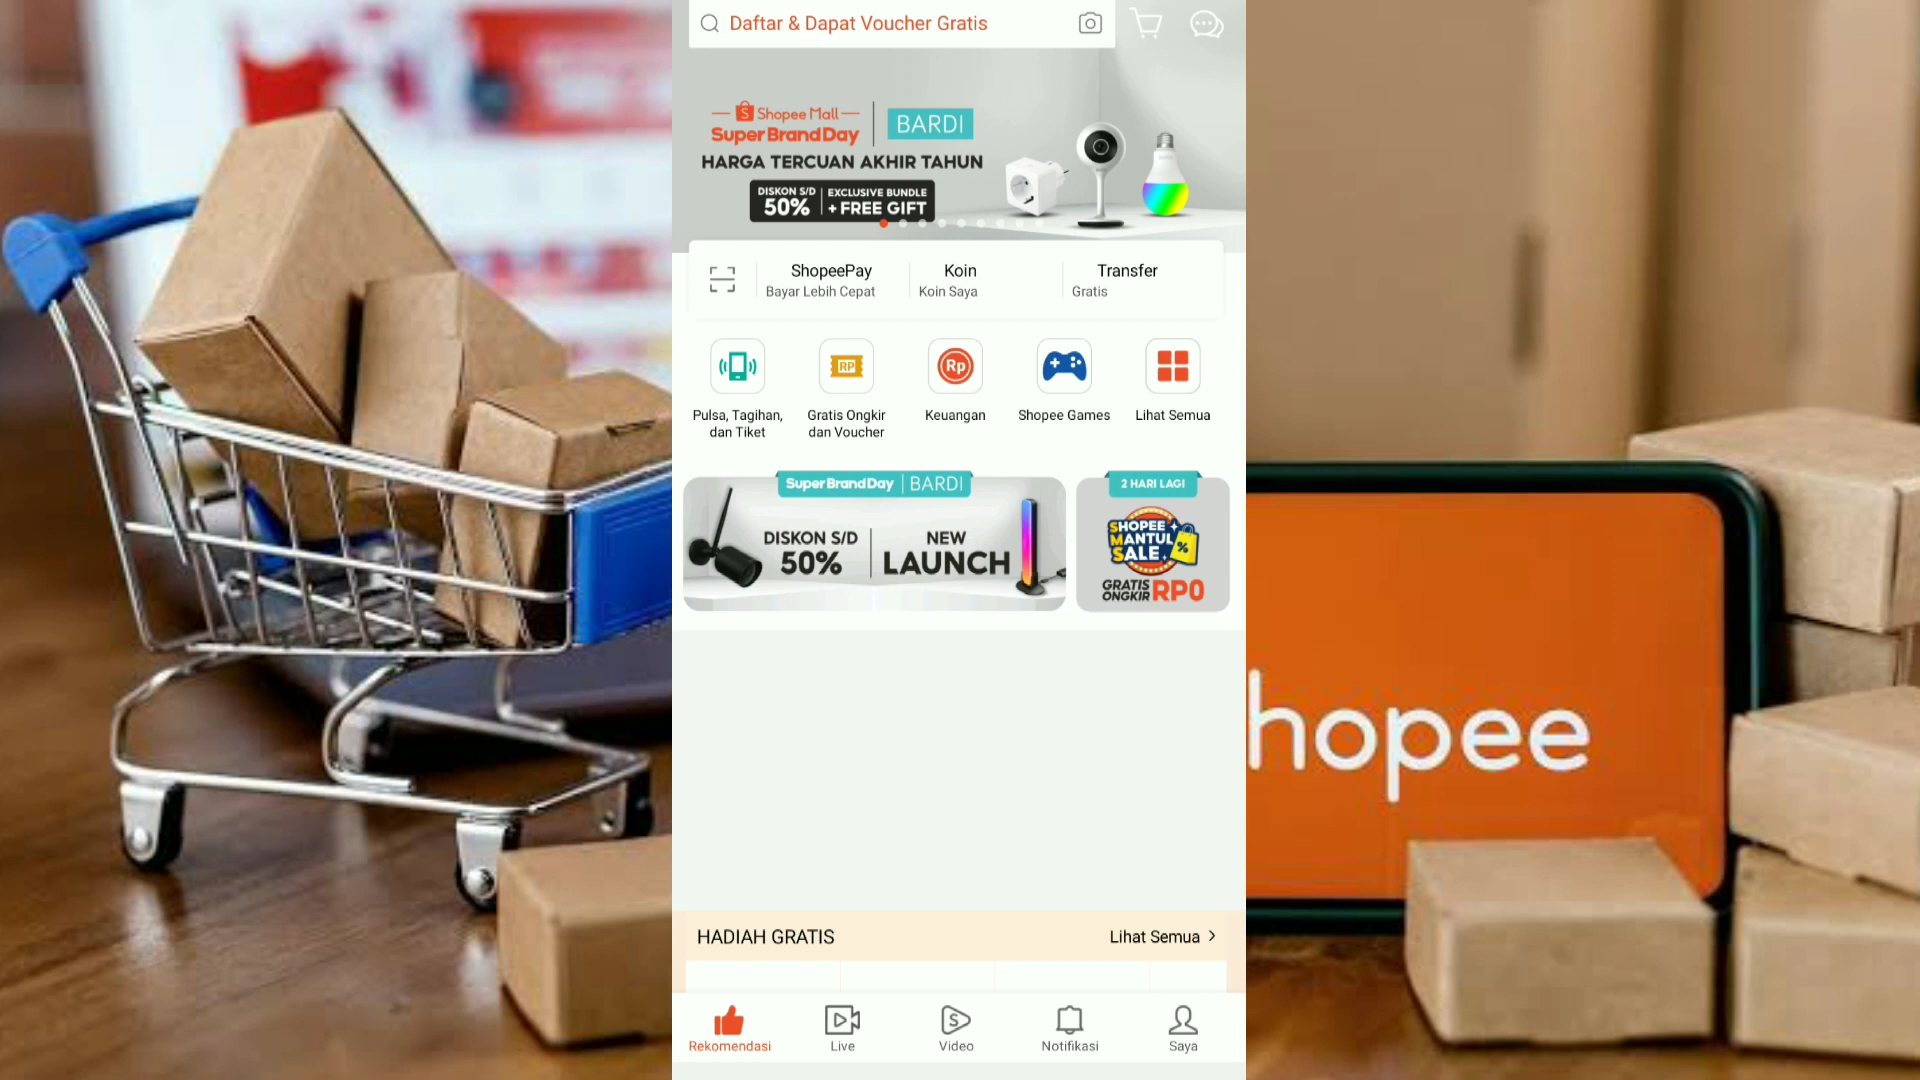 Daftar & Dapat Voucher Gratis
S Shopee Mall
Super Brand Day
BARDI
HARGA TERCUAN AKHIR TAHUN
DISKON S/D
50%
EXCLUSIVE BUNDLE
+ FREE GIFT
ShopeePay
Bayar Lebih Cepat
Koin
Koin Saya
Transfer
Gratis
RP
Rp
Pulsa, Tagihan,
dan Tiket
Gratis Ongkir
dan Voucher
Keuangan
Shopee Games
Lihat Semua
Super Brand Day
BARDI
DISKON S/D
50%
NEW
LAUNCH
2 HARI LAGI
SHOPEE
MANTUL
SALE
%
GRATIS
ONGKIR
RP0
hopee
HADIAH GRATIS
Lihat Semua >
Rekomendasi
Live
S
Video
Notifikasi
Saya